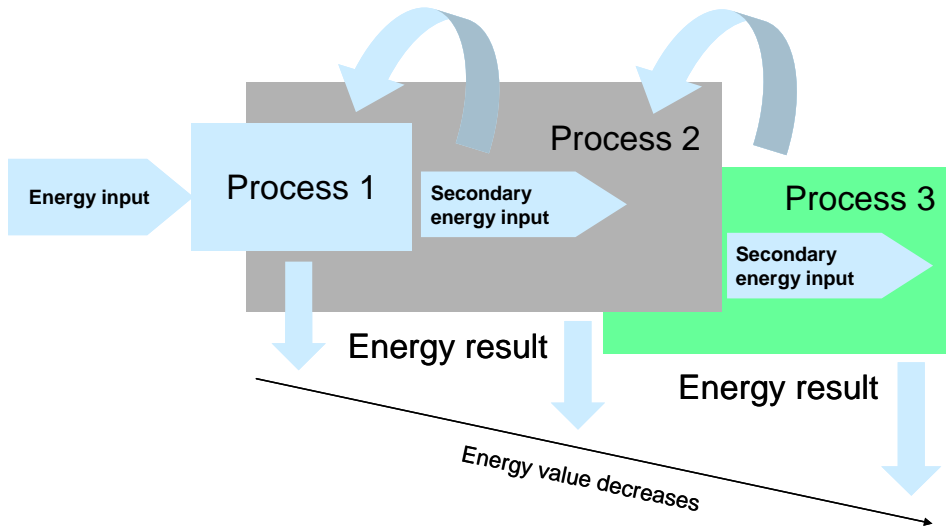 Process 2
Process 1
Energy input
Secondary
energy input
Process 3
Secondary
energy input
Energy result
Energy result
Energy value decreases